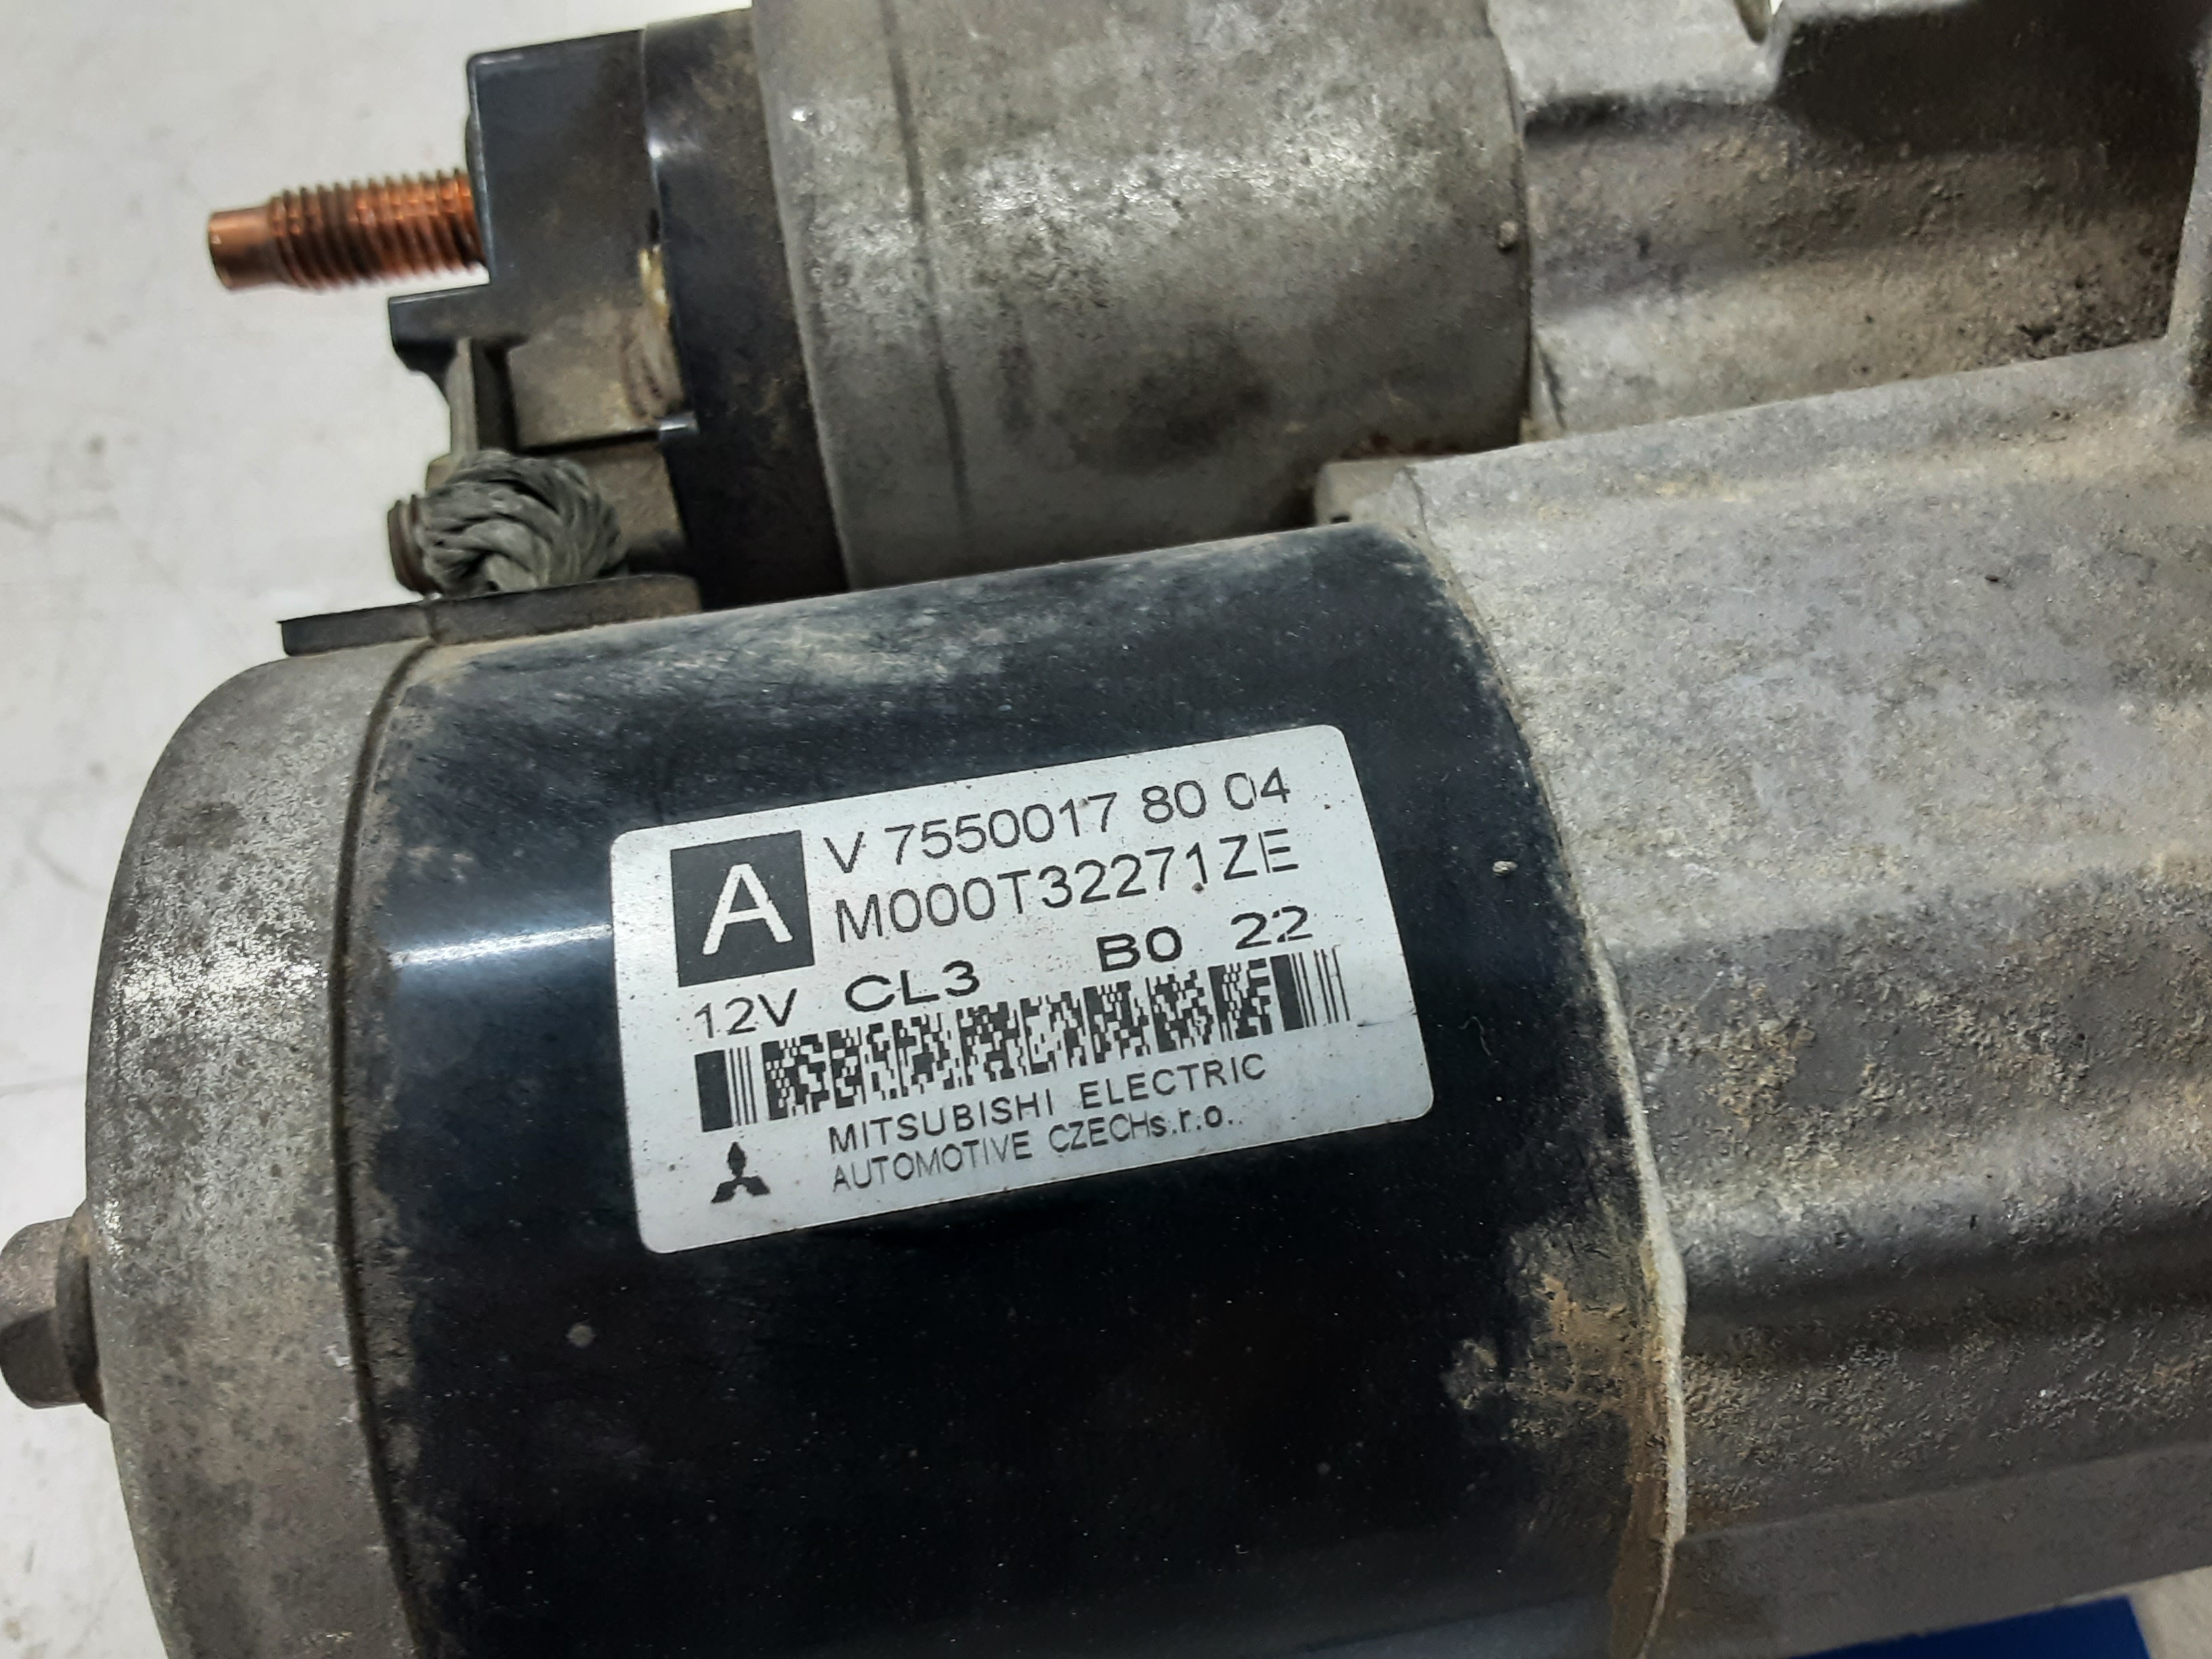 A
V 7550017 80 04
M000T32271ZE
12V CL3 B0 22
MITSUBISHI ELECTRIC
AUTOMOTIVE CZECHs.r.o.